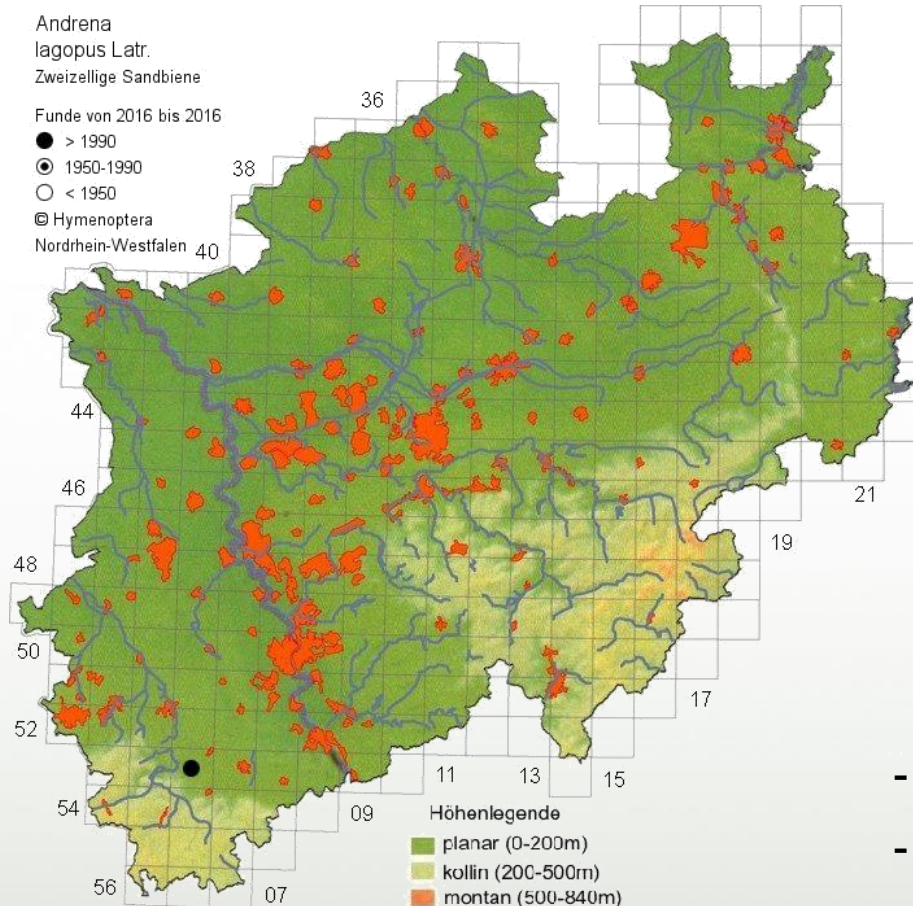 Andrena
lagopus Latr.
Zweizellige Sandbiene
Funde von 2016 bis 2016
> 1990
1950-1990
< 1950
© Hymenoptera
Nordrhein-Westfalen
36
38
40
44
46
48
50
52
54
56
07
09
11
13
15
17
19
21
Höhenlegende
planar (0-200m)
kollin (200-500m)
montan (500-840m)
-
-